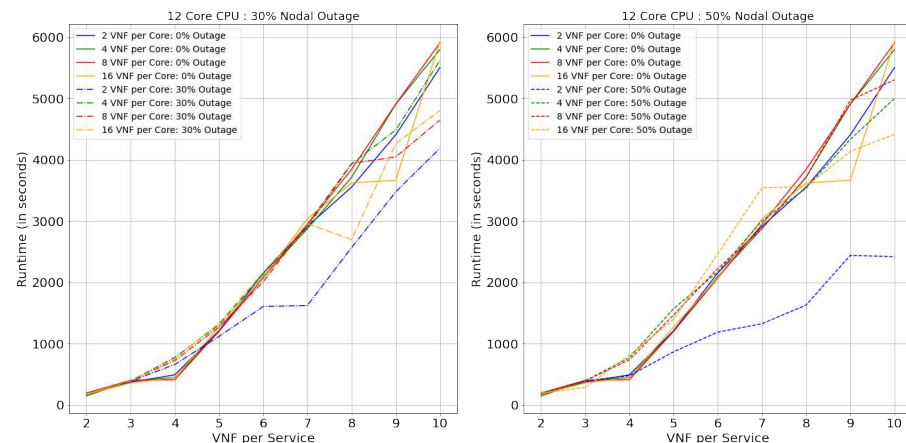 12 Core CPU : 30% Nodal Outage
6000
5000
4000
3000
2000
1000
0
Runtime (in seconds)
2 VNF per Core: 0% Outage
4 VNF per Core: 0% Outage
8 VNF per Core: 0% Outage
16 VNF per Core: 0% Outage
2 VNF per Core: 30% Outage
4 VNF per Core: 30% Outage
8 VNF per Core: 30% Outage
16 VNF per Core: 30% Outage
2 3 4 5 6 7 8 9 10
VNF per Service
12 Core CPU : 50% Nodal Outage
6000
5000
4000
3000
2000
1000
0
Runtime (in seconds)
2 VNF per Core: 0% Outage
4 VNF per Core: 0% Outage
8 VNF per Core: 0% Outage
16 VNF per Core: 0% Outage
2 VNF per Core: 50% Outage
4 VNF per Core: 50% Outage
8 VNF per Core: 50% Outage
16 VNF per Core: 50% Outage
2 3 4 5 6 7 8 9 10
VNF per Service